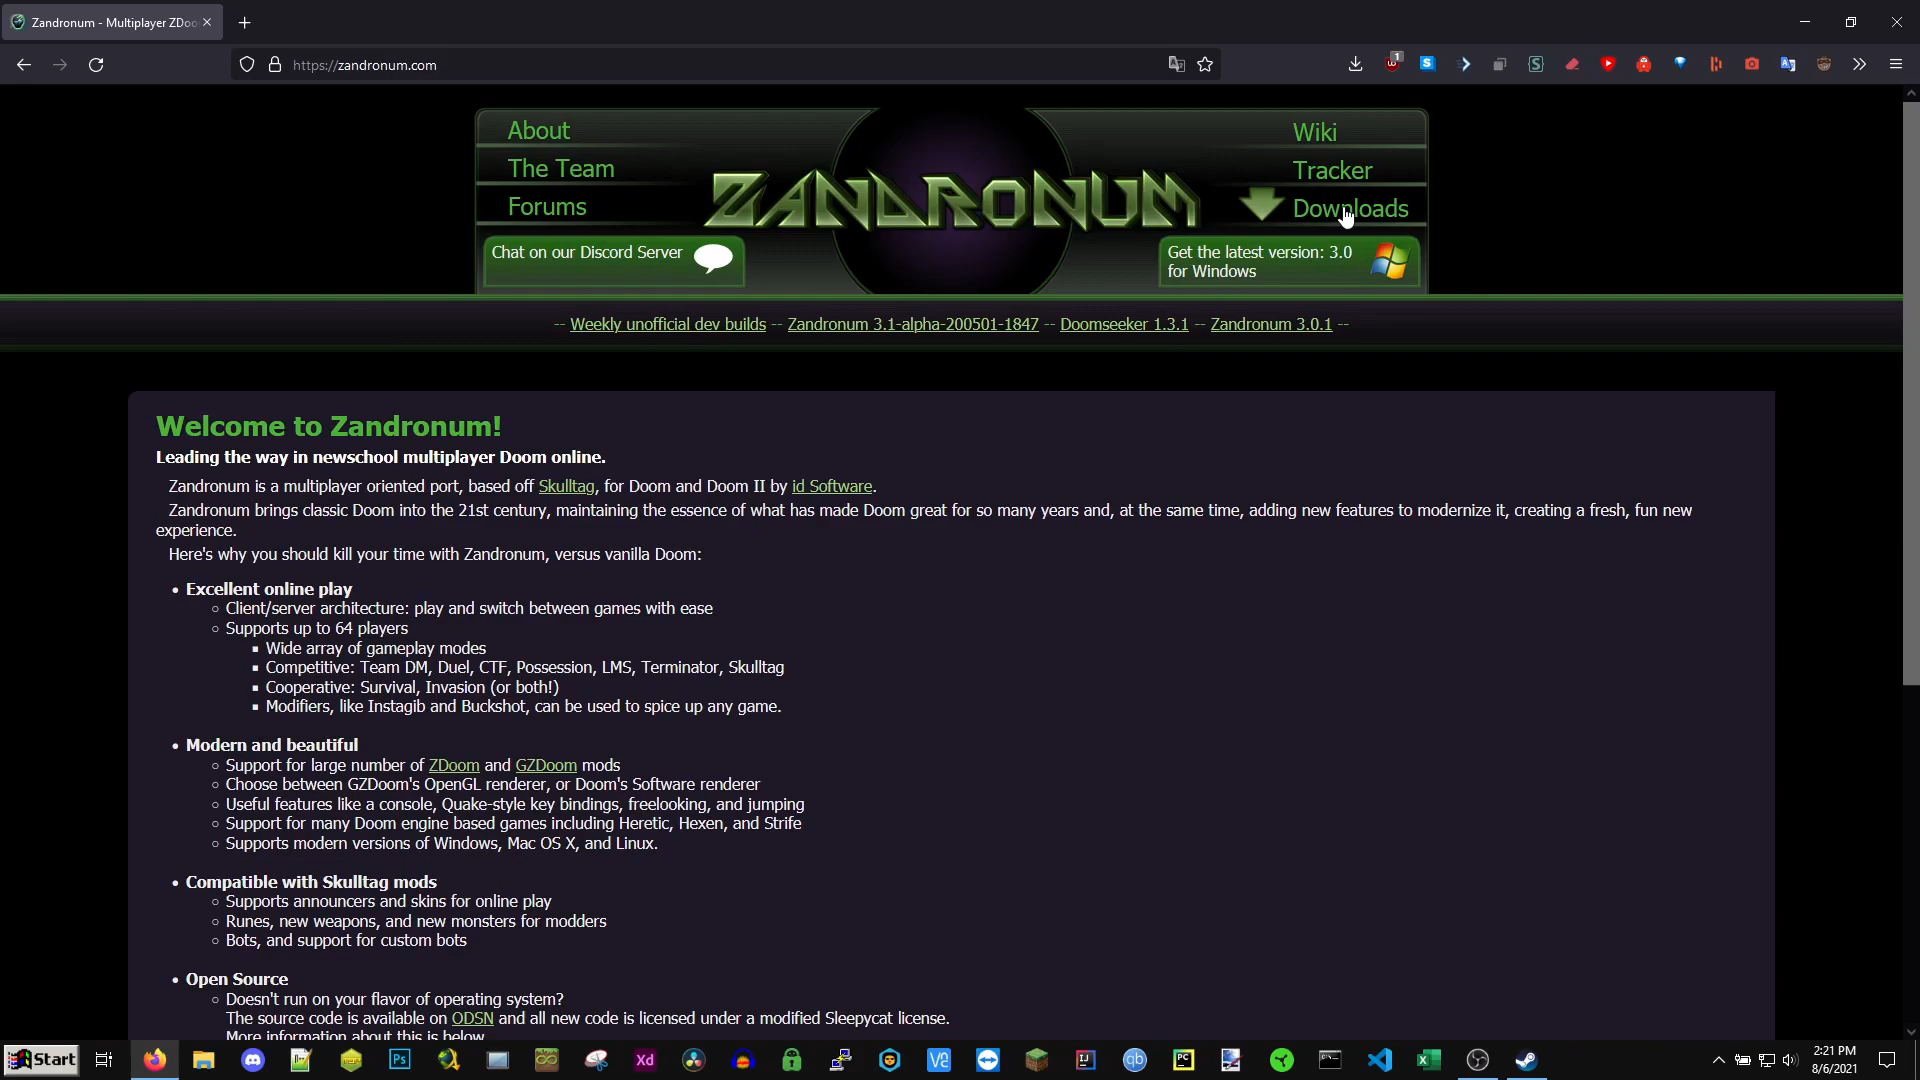 Zandronum - Multiplayer ZDoo
https://zandronum.com
1
About
The Team
Forums
ZANDRONUM
Wiki
Tracker
Downloads
Chat on our Discord Server
Get the latest version: 3.0
for Windows
-- Weekly unofficial dev builds -- Zandronum 3.1-alpha-200501-1847 -- Doomseeker 1.3.1 -- Zandronum 3.0.1 --
Welcome to Zandronum!
Leading the way in newschool multiplayer Doom online.
Zandronum is a multiplayer oriented port, based off Skulltag, for Doom and Doom II by id Software.
Zandronum brings classic Doom into the 21st century, maintaining the essence of what has made Doom great for so many years and, at the same time, adding new features to modernize it, creating a fresh, fun new
experience.
Here's why you should kill your time with Zandronum, versus vanilla Doom:
• Excellent online play
Client/server architecture: play and switch between games with ease
Supports up to 64 players
Wide array of gameplay modes
Competitive: Team DM, Duel, CTF, Possession, LMS, Terminator, Skulltag
Cooperative: Survival, Invasion (or both!)
Modifiers, like Instagib and Buckshot, can be used to spice up any game.
• Modern and beautiful
Support for large number of ZDoom and GZDoom mods
Choose between GZDoom's OpenGL renderer, or Doom's Software renderer
Useful features like a console, Quake-style key bindings, freelooking, and jumping
Support for many Doom engine based games including Heretic, Hexen, and Strife
Supports modern versions of Windows, Mac OS X, and Linux.
• Compatible with Skulltag mods
Supports announcers and skins for online play
Runes, new weapons, and new monsters for modders
Bots, and support for custom bots
• Open Source
Doesn't run on your flavor of operating system?
The source code is available on ODSN and all new code is licensed under a modified Sleepycat license.
More information about this is below
Start
Ps
Xd
IJ
qb
PC
2:21 PM
8/6/2021